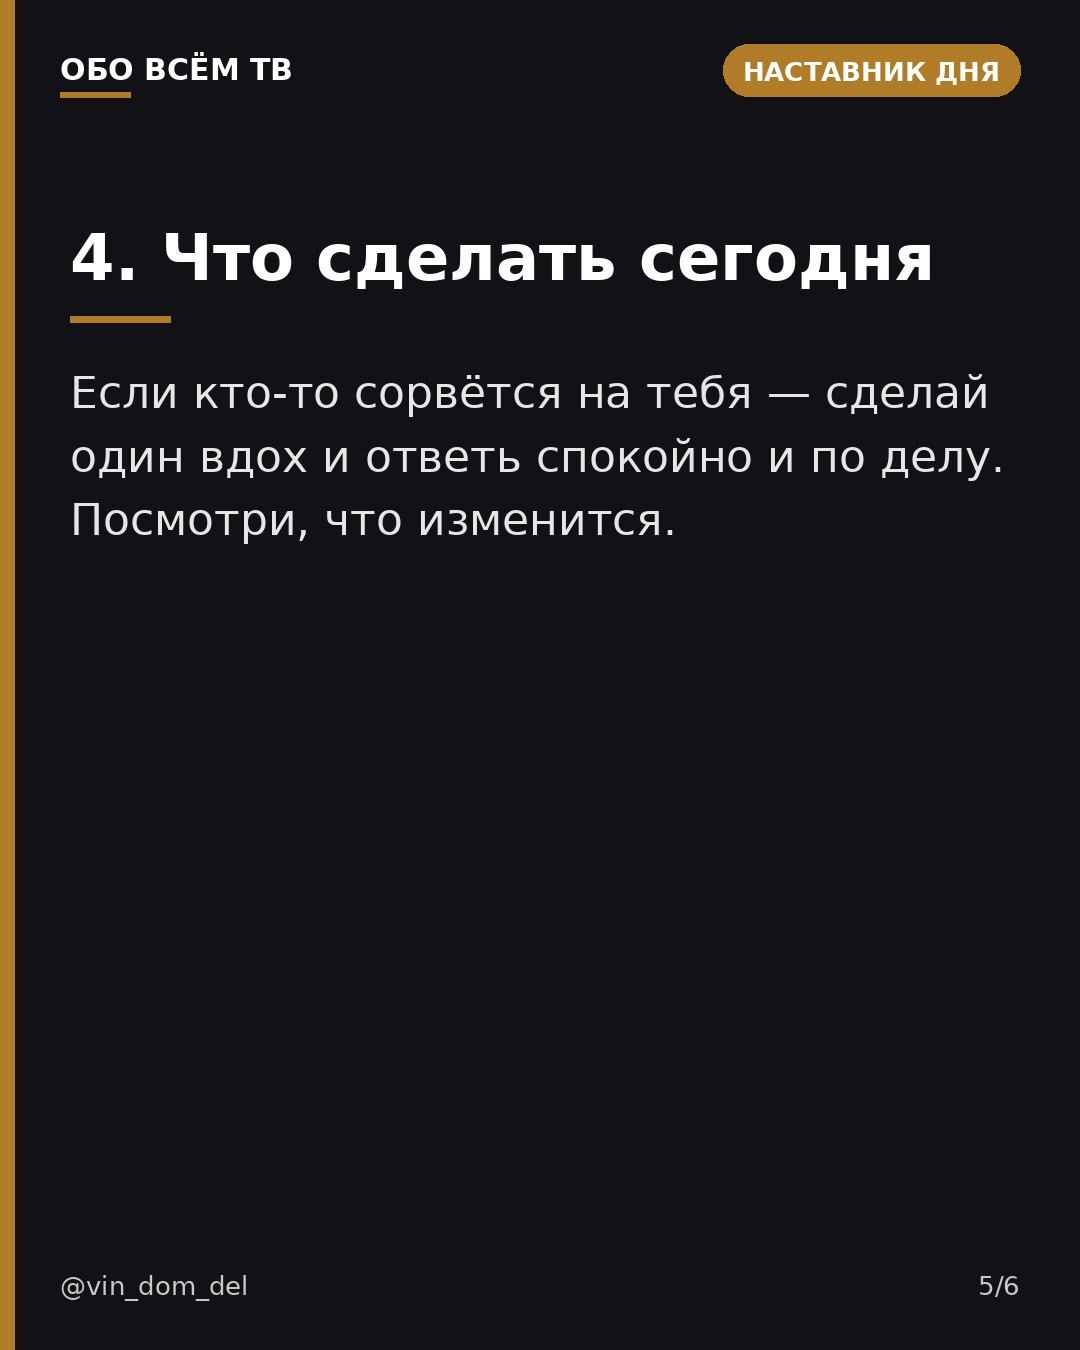 ОБО ВСЁМ ТВ
НАСТАВНИК ДНЯ
4. Что сделать сегодня
Если кто-то сорвётся на тебя — сделай
один вдох и ответь спокойно и по делу.
Посмотри, что изменится.
@vin_dom_del
5/6